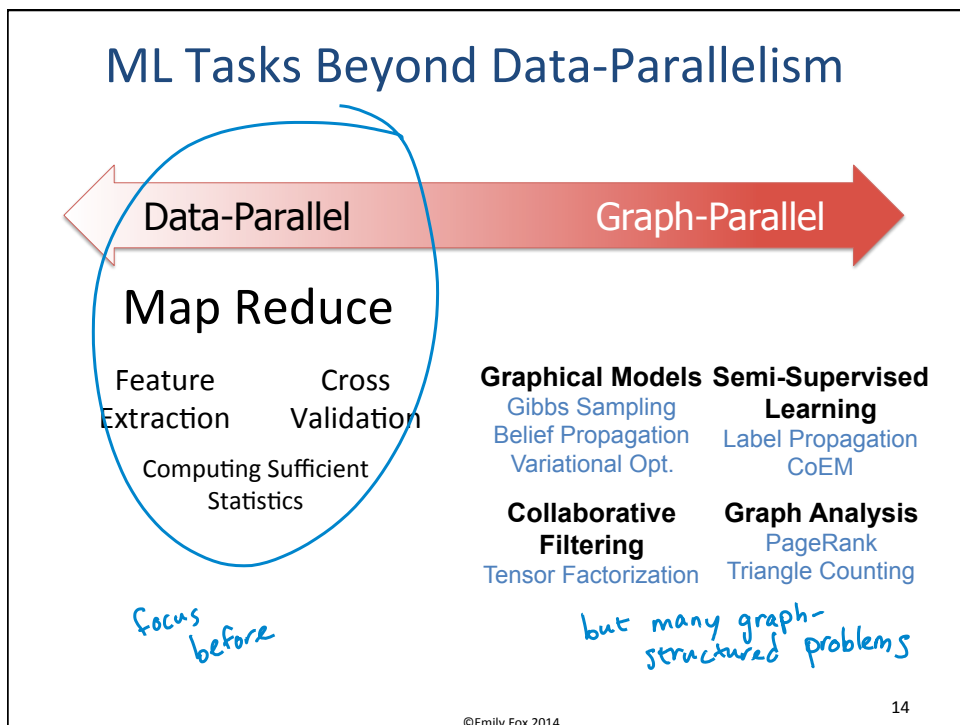 ML Tasks Beyond Data-Parallelism
Data-Parallel
Graph-Parallel
Map Reduce
Feature
Extraction
Cross
Validation
Computing Sufficient
Statistics
Graphical Models
Gibbs Sampling
Belief Propagation
Variational Opt.
Semi-Supervised
Learning
Label Propagation
CoEM
Collaborative
Filtering
Tensor Factorization
Graph Analysis
PageRank
Triangle Counting
focus
before
but many graph-
structured problems
©Emily Fox 2014
14